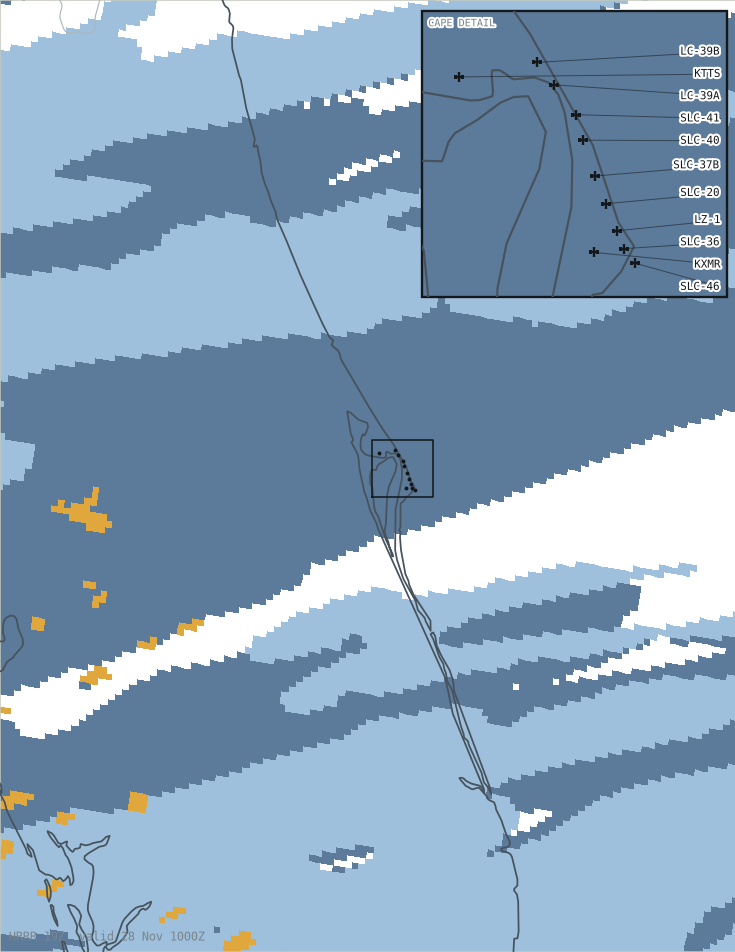 CAPE DETAIL
LC-39B
KTTS
LC-39A
SLC-41
SLC-40
SLC-37B
SLC-20
LZ-1
SLC-36
KXMR
SLC-46
valid 28 Nov 1000Z